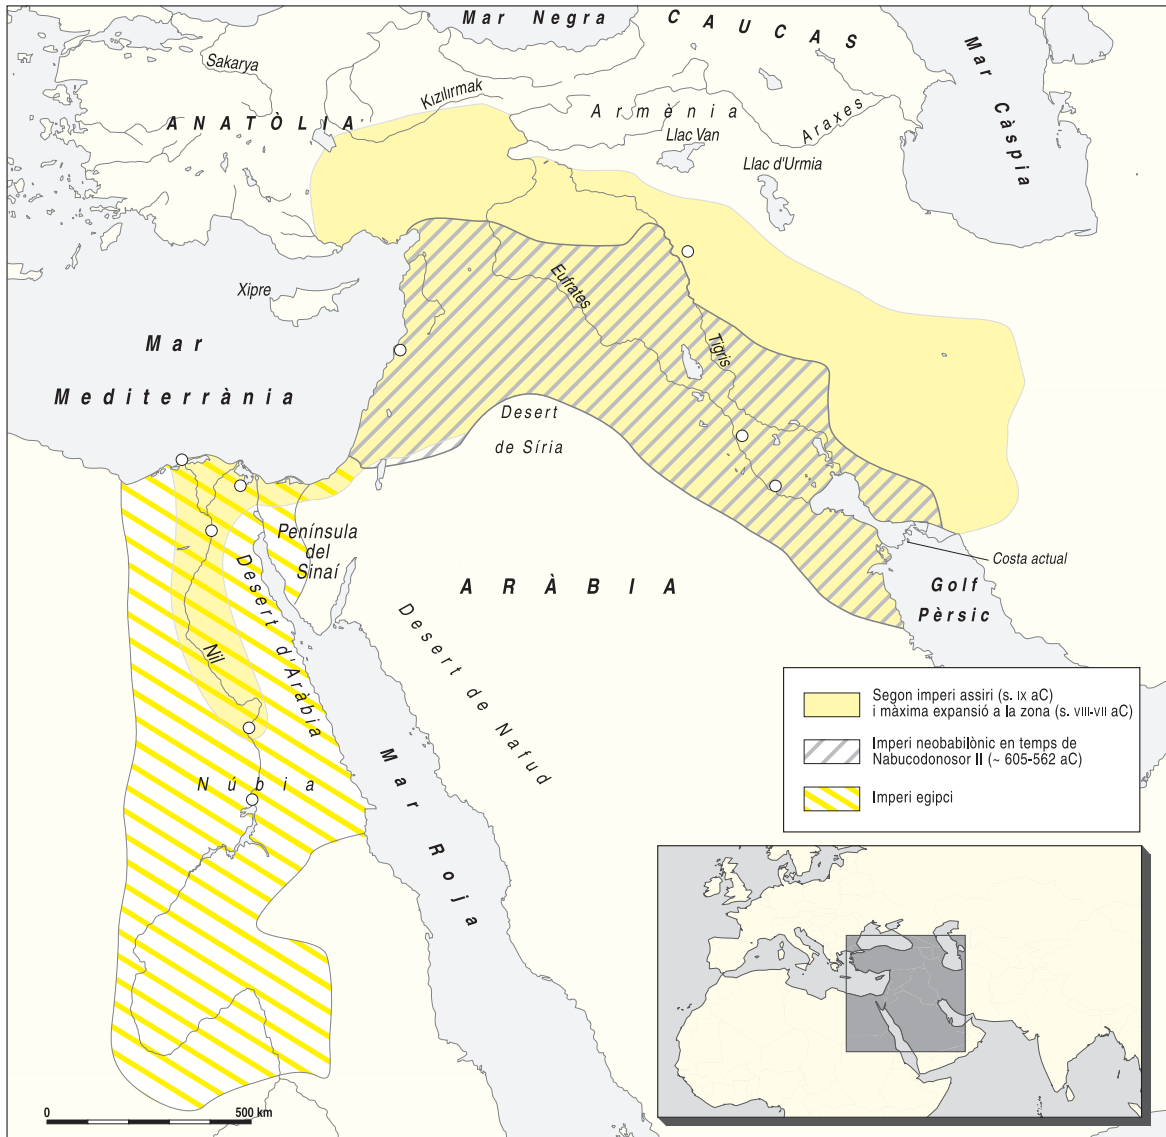 Mar Negra
CAUCAS
Mar Càspia
Sakarya
Kızılırmak
ANATÒLIA
Armènia
Araxes
Llac Van
Llac d'Urmia
Xipre
Eufrates
Tigris
Mar
Mediterrània
Desert
de Síria
Península
del
Sinaí
Costa actual
ARÀBIA
Golf
Pèrsic
Desert d'Aràbia
Desert de Nafud
Nil
Mar Roja
Núbia
Segon imperi assiri (s. IX aC)
i màxima expansió a la zona (s. VIII-VII aC)
Imperi neobabilònic en temps de
Nabucodonosor II (~ 605-562 aC)
Imperi egipci
0 500 km